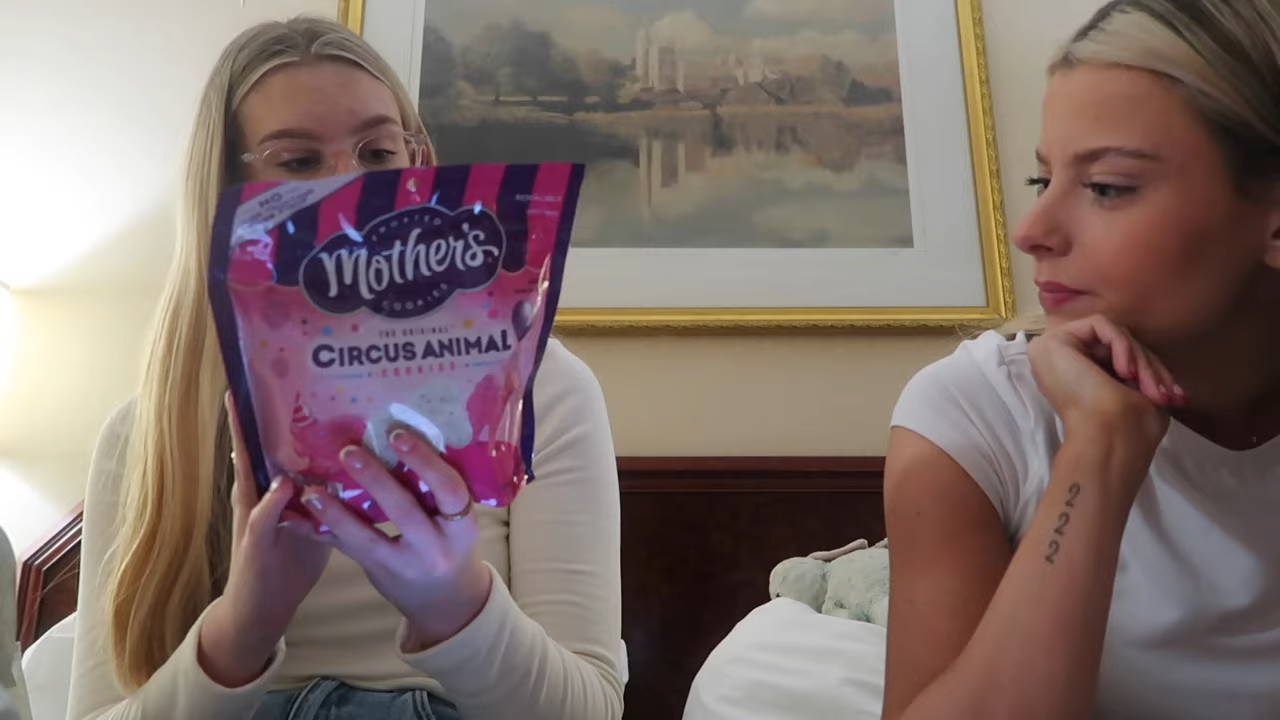 NO
FROSTED
Mother's
COOKIES
THE ORIGINAL
CIRCUS ANIMAL
COOKIES
222